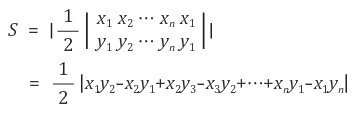 S = | 1/2 | x₁ x₂ ⋯ xₙ x₁ |
y₁ y₂ ⋯ yₙ y₁ ||
= 1/2 |x₁y₂−x₂y₁+x₂y₃−x₃y₂+⋯+xₙy₁−x₁yₙ|